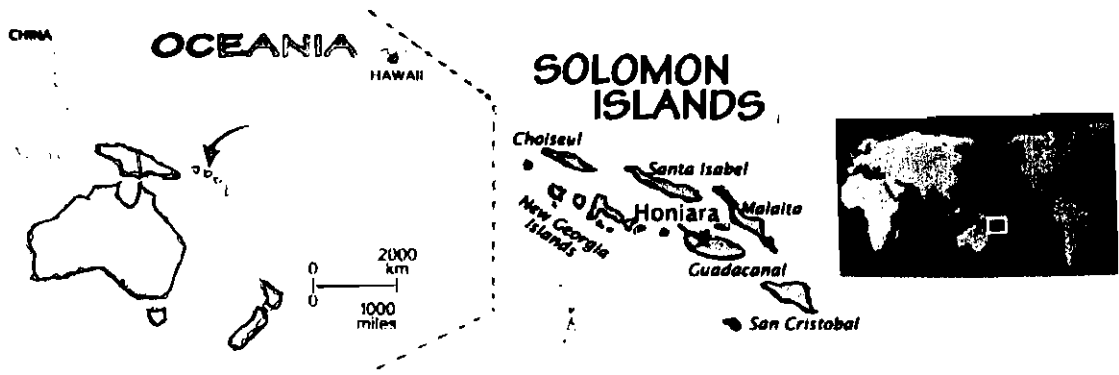 CHINA
OCEANIA
HAWAII
0
2000
km
0
1000
miles
SOLOMON
ISLANDS
Choiseul
Santa Isabel
New Georgia
Islands
Honiara
Malaita
Guadacanal
San Cristobal